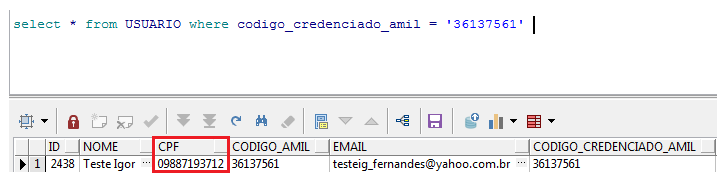 select * from USUARIO where codigo_credenciado_amil = '36137561'
ID NOME CPF CODIGO_AMIL EMAIL CODIGO_CREDENCIADO_AMIL
1 2438 Teste Igor ... 09887193712 36137561 testeig_fernandes@yahoo.com.br ... 36137561